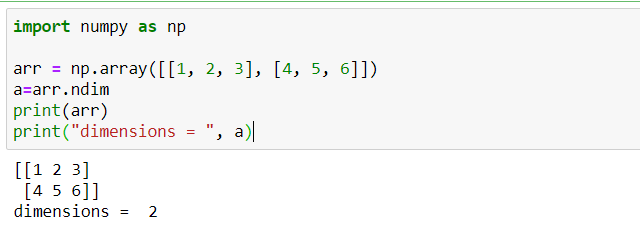 import numpy as np
arr = np.array([[1, 2, 3], [4, 5, 6]])
a=arr.ndim
print(arr)
print("dimensions = ", a)
[[1 2 3]
 [4 5 6]]
dimensions =  2